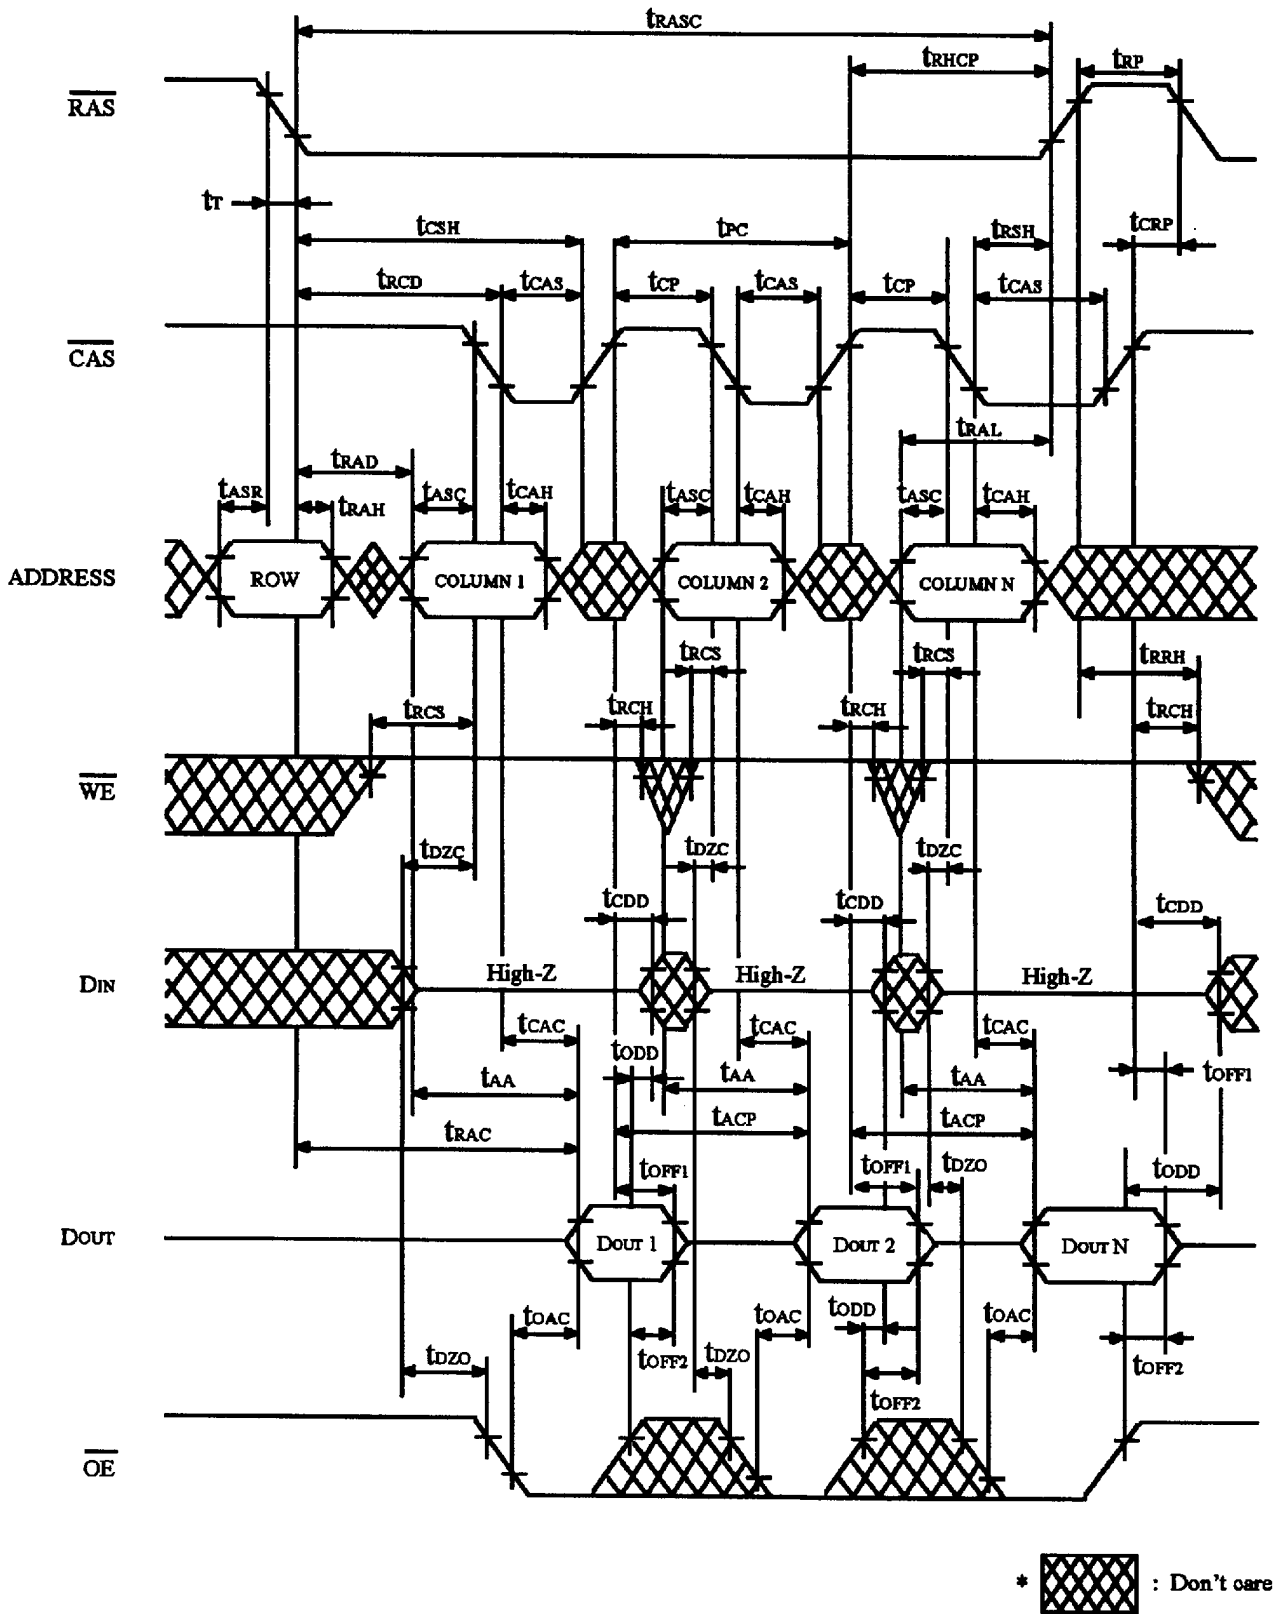 tRASC
tRHCP
tRP
RAS
tT
tCSH
tPC
tRSH
tCRP
tRCD
tCAS
tCP
tCAS
tCP
tCAS
CAS
tRAL
tRAD
tASR
tRAH
tASC
tCAH
tASC
tCAH
tASC
tCAH
ADDRESS
ROW
COLUMN 1
COLUMN 2
COLUMN N
tRCS
tRCS
tRRH
tRCS
tRCH
tRCH
tRCH
WE
tDZC
tDZC
tDZC
tCDD
tCDD
tCDD
DIN
High-Z
High-Z
High-Z
tCAC
tODD
tCAC
tCAC
tAA
tAA
tAA
tOFF1
tRAC
tACP
tACP
tOFF1
tOFF1
tDZO
tODD
DOUT
DOUT 1
DOUT 2
DOUT N
tOAC
tOAC
tODD
tOAC
tDZO
tOFF2
tDZO
tOFF2
tOFF2
OE
* : Don't care